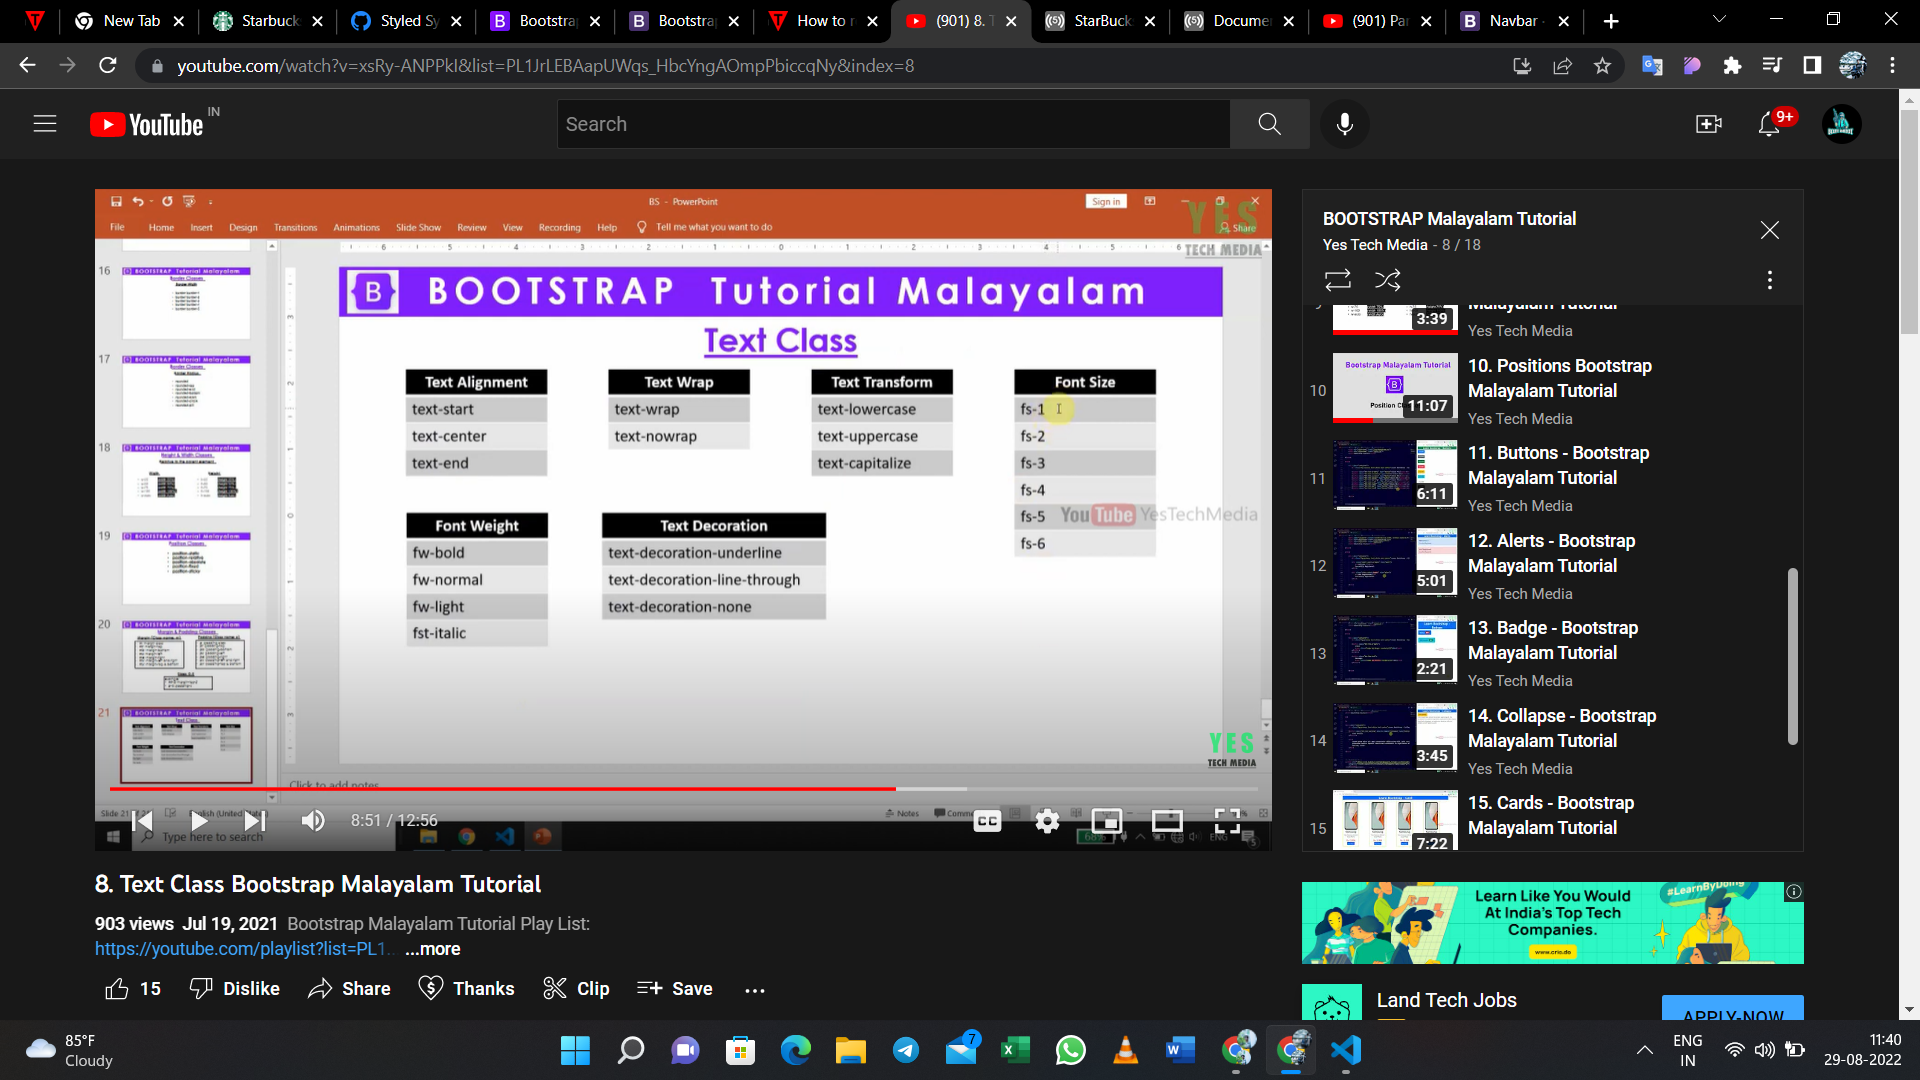 New Tab
Starbuck
Styled Sy
Bootstra
Bootstra
How to r
(901) 8. T
StarBuck
Docume
(901) Par
Navbar
youtube.com/watch?v=xsRy-ANPPkI&list=PL1JrLEBAapUWqs_HbcYngAOmpPbiccqNy&index=8
YouTube IN
Search
9+
BS - PowerPoint
Sign in
File Home Insert Design Transitions Animations Slide Show Review View Recording Help Tell me what you want to do Share
YES
TECH MEDIA
16
17
18
19
20
21
BOOTSTRAP Tutorial Malayalam
Text Class
Text Alignment
text-start
text-center
text-end
Text Wrap
text-wrap
text-nowrap
Text Transform
text-lowercase
text-uppercase
text-capitalize
Font Size
fs-1
fs-2
fs-3
fs-4
fs-5
fs-6
YouTube YesTechMedia
Font Weight
fw-bold
fw-normal
fw-light
fst-italic
Text Decoration
text-decoration-underline
text-decoration-line-through
text-decoration-none
YES
TECH MEDIA
Click to add notes
Notes
8:51 / 12:56
CC
Type here to search
ENG
8. Text Class Bootstrap Malayalam Tutorial
903 views Jul 19, 2021 Bootstrap Malayalam Tutorial Play List:
https://youtube.com/playlist?list=PL1... ...more
15 Dislike Share Thanks Clip Save
BOOTSTRAP Malayalam Tutorial
Yes Tech Media - 8 / 18
Malayalam Tutorial
3:39
Yes Tech Media
10
Bootstrap Malayalam Tutorial
11:07
10. Positions Bootstrap
Malayalam Tutorial
Yes Tech Media
11
6:11
11. Buttons - Bootstrap
Malayalam Tutorial
Yes Tech Media
12
5:01
12. Alerts - Bootstrap
Malayalam Tutorial
Yes Tech Media
13
2:21
13. Badge - Bootstrap
Malayalam Tutorial
Yes Tech Media
14
3:45
14. Collapse - Bootstrap
Malayalam Tutorial
Yes Tech Media
15
7:22
15. Cards - Bootstrap
Malayalam Tutorial
#LearnByDoing
Learn Like You Would
At India's Top Tech
Companies.
www.crio.do
Land Tech Jobs
APPLY-NOW
85°F
Cloudy
7
ENG
IN
11:40
29-08-2022